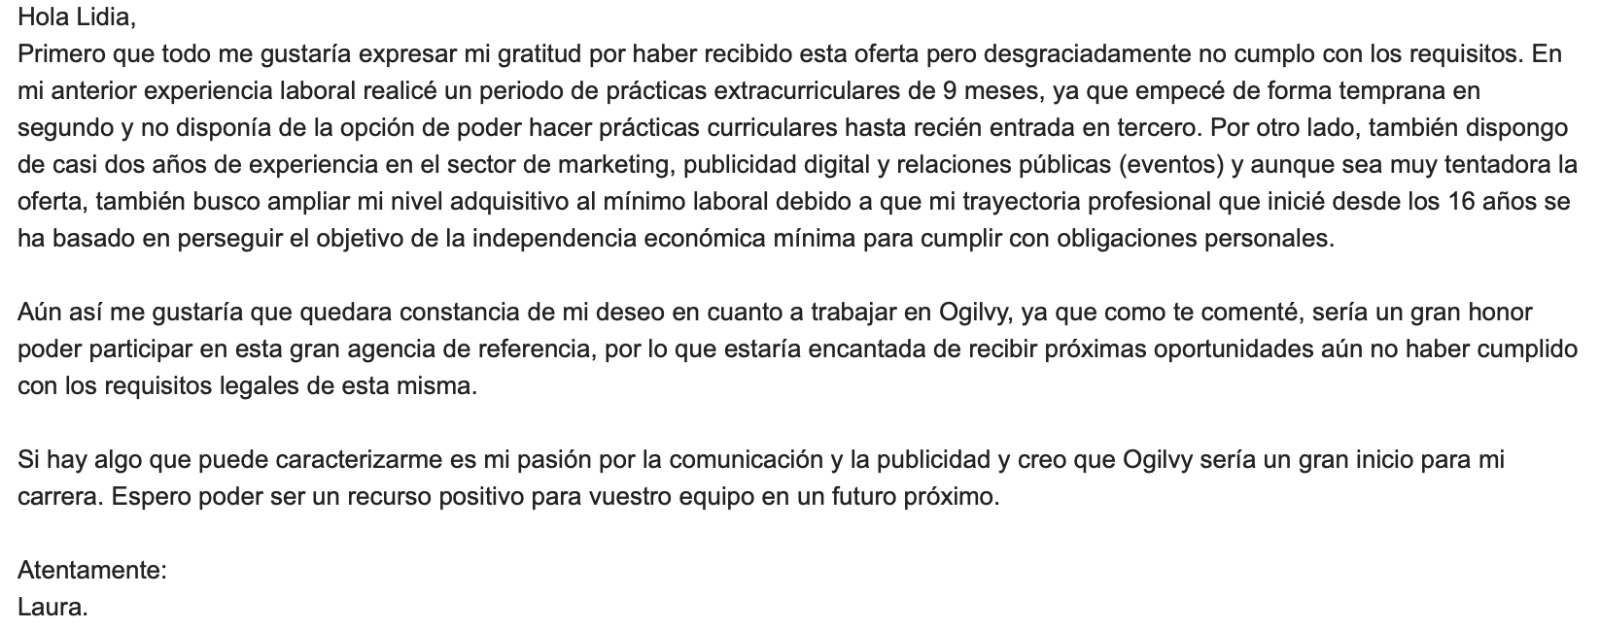 Hola Lidia,
Primero que todo me gustaría expresar mi gratitud por haber recibido esta oferta pero desgraciadamente no cumplo con los requisitos. En
mi anterior experiencia laboral realicé un periodo de prácticas extracurriculares de 9 meses, ya que empecé de forma temprana en
segundo y no disponía de la opción de poder hacer prácticas curriculares hasta recién entrada en tercero. Por otro lado, también dispongo
de casi dos años de experiencia en el sector de marketing, publicidad digital y relaciones públicas (eventos) y aunque sea muy tentadora la
oferta, también busco ampliar mi nivel adquisitivo al mínimo laboral debido a que mi trayectoria profesional que inicié desde los 16 años se
ha basado en perseguir el objetivo de la independencia económica mínima para cumplir con obligaciones personales.

Aún así me gustaría que quedara constancia de mi deseo en cuanto a trabajar en Ogilvy, ya que como te comenté, sería un gran honor
poder participar en esta gran agencia de referencia, por lo que estaría encantada de recibir próximas oportunidades aún no haber cumplido
con los requisitos legales de esta misma.

Si hay algo que puede caracterizarme es mi pasión por la comunicación y la publicidad y creo que Ogilvy sería un gran inicio para mi
carrera. Espero poder ser un recurso positivo para vuestro equipo en un futuro próximo.

Atentamente:
Laura.